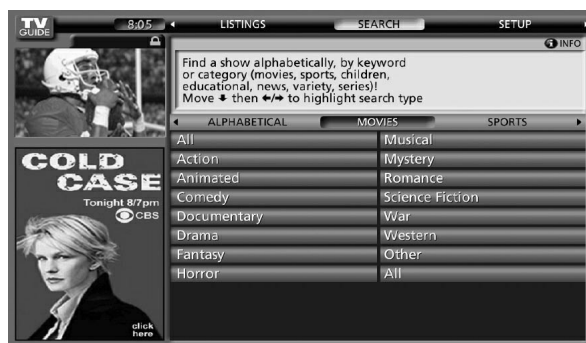 TV
GUIDE
8:05
LISTINGS
SEARCH
SETUP
INFO
Find a show alphabetically, by keyword
or category (movies, sports, children,
educational, news, variety, series)!
Move ⬇ then ⬅/➡ to highlight search type
ALPHABETICAL
MOVIES
SPORTS
All
Musical
Action
Mystery
Animated
Romance
Comedy
Science Fiction
Documentary
War
Drama
Western
Fantasy
Other
Horror
All
COLD
CASE
Tonight 8/7pm
CBS
click
here